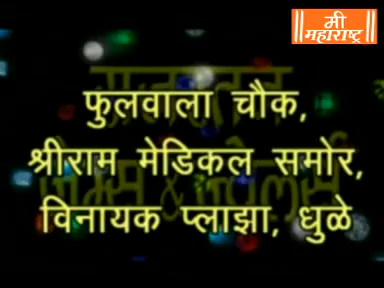 मी
महाराष्ट्र
फुलवाला चौक,
श्रीराम मेडिकल समोर,
विनायक प्लाझा, धुळे